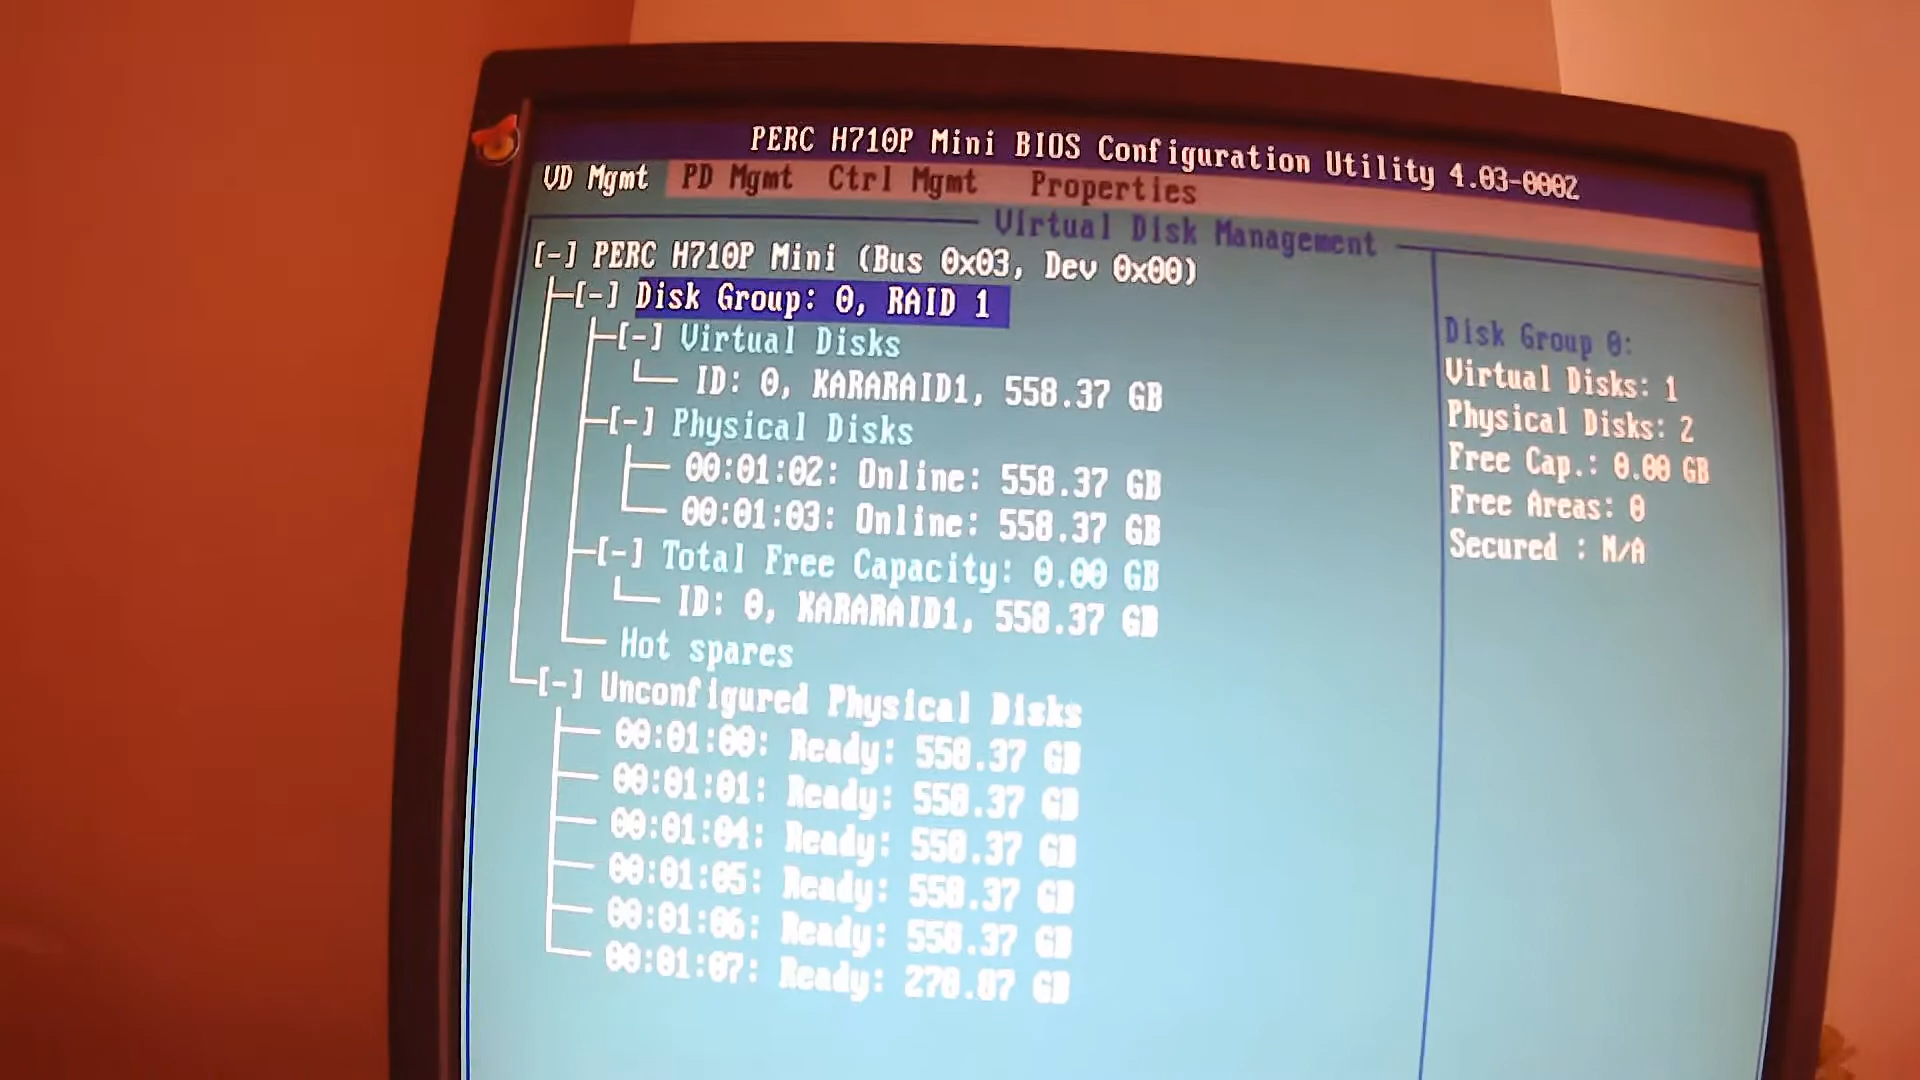 PERC H710P Mini BIOS Configuration Utility 4.03-0002
VD Mgmt PD Mgmt Ctrl Mgmt Properties
Virtual Disk Management
[-] PERC H710P Mini (Bus 0x03, Dev 0x00)
[-] Disk Group: 0, RAID 1
[-] Virtual Disks
ID: 0, KARARAID1, 558.37 GB
[-] Physical Disks
00:01:02: Online: 558.37 GB
00:01:03: Online: 558.37 GB
[-] Total Free Capacity: 0.00 GB
ID: 0, KARARAID1, 558.37 GB
Hot spares
[-] Unconfigured Physical Disks
00:01:00: Ready: 558.37 GB
00:01:01: Ready: 558.37 GB
00:01:04: Ready: 558.37 GB
00:01:05: Ready: 558.37 GB
00:01:06: Ready: 558.37 GB
00:01:07: Ready: 278.87 GB
Disk Group 0:
Virtual Disks: 1
Physical Disks: 2
Free Cap.: 0.00 GB
Free Areas: 0
Secured : N/A